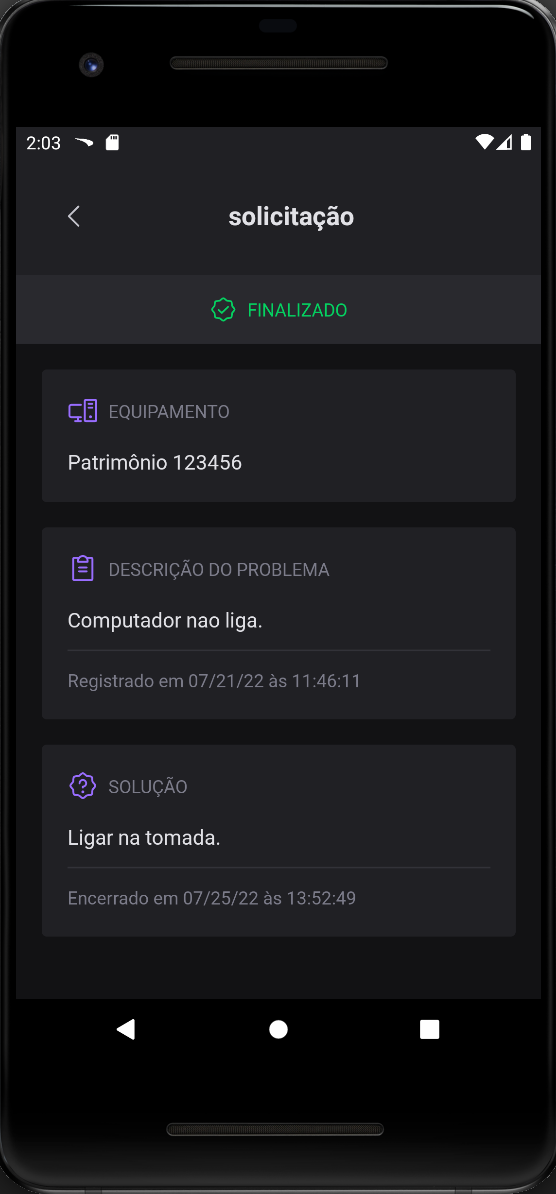 2:03
solicitação
FINALIZADO
EQUIPAMENTO
Patrimônio 123456
DESCRIÇÃO DO PROBLEMA
Computador nao liga.
Registrado em 07/21/22 às 11:46:11
SOLUÇÃO
Ligar na tomada.
Encerrado em 07/25/22 às 13:52:49